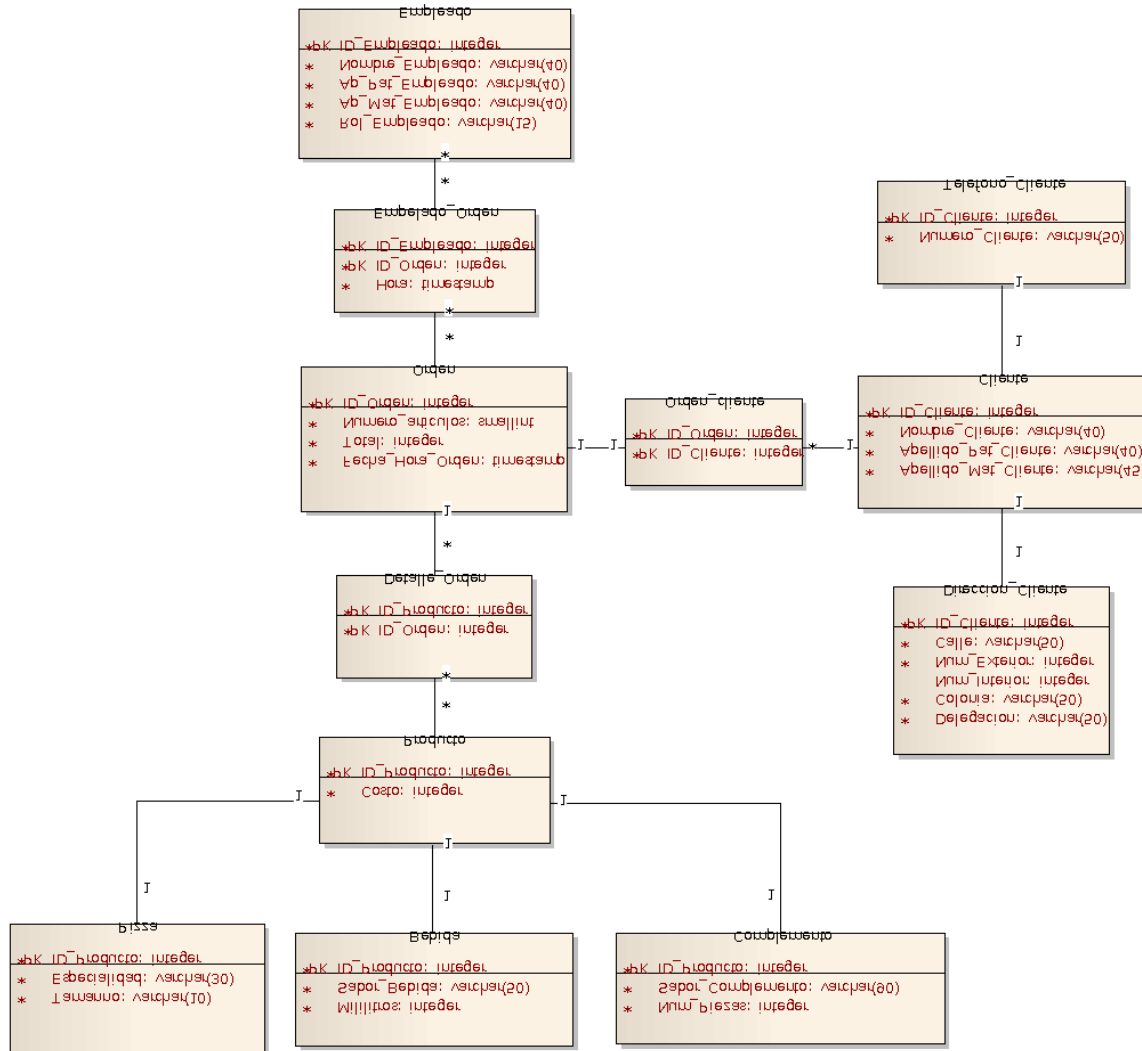 Empleado
*PK ID_Empleado: integer
* Nombre_Empleado: varchar(40)
* Ap_Pat_Empleado: varchar(40)
* Ap_Mat_Empleado: varchar(40)
* Rol_Empleado: varchar(15)
*
*
Empelado_Orden
*PK ID_Empleado: integer
*PK ID_Orden: integer
* Hora: timestamp
*
*
Telefono_Cliente
*PK ID_Cliente: integer
* Numero_Cliente: varchar(50)
1
1
Orden
*PK ID_Orden: integer
* Numero_articulos: smallint
* Total: integer
* Fecha_Hora_Orden: timestamp
1 1
Orden_cliente
*PK ID_Orden: integer
*PK ID_Cliente: integer
* 1
Cliente
*PK ID_Cliente: integer
* Nombre_Cliente: varchar(40)
* Apellido_Pat_Cliente: varchar(40)
* Apellido_Mat_Cliente: varchar(45)
1
*
1
1
Detalle_Orden
*PK ID_Producto: integer
*PK ID_Orden: integer
*
*
Direccion_Cliente
*PK ID_Cliente: integer
* Calle: varchar(50)
* Num_Exterior: integer
Num_Interior: integer
* Colonia: varchar(50)
* Delegacion: varchar(50)
Producto
*PK ID_Producto: integer
* Costo: integer
1 1
1
1 1 1
Pizza
*PK ID_Producto: integer
* Especialidad: varchar(30)
* Tamanno: varchar(10)
Bebida
*PK ID_Producto: integer
* Sabor_Bebida: varchar(50)
* Mililitros: integer
Complemento
*PK ID_Producto: integer
* Sabor_Complemento: varchar(90)
* Num_Piezas: integer